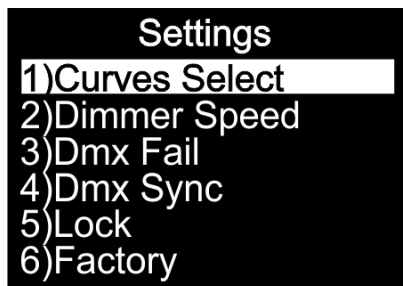 Settings
1)Curves Select
2)Dimmer Speed
3)Dmx Fail
4)Dmx Sync
5)Lock
6)Factory